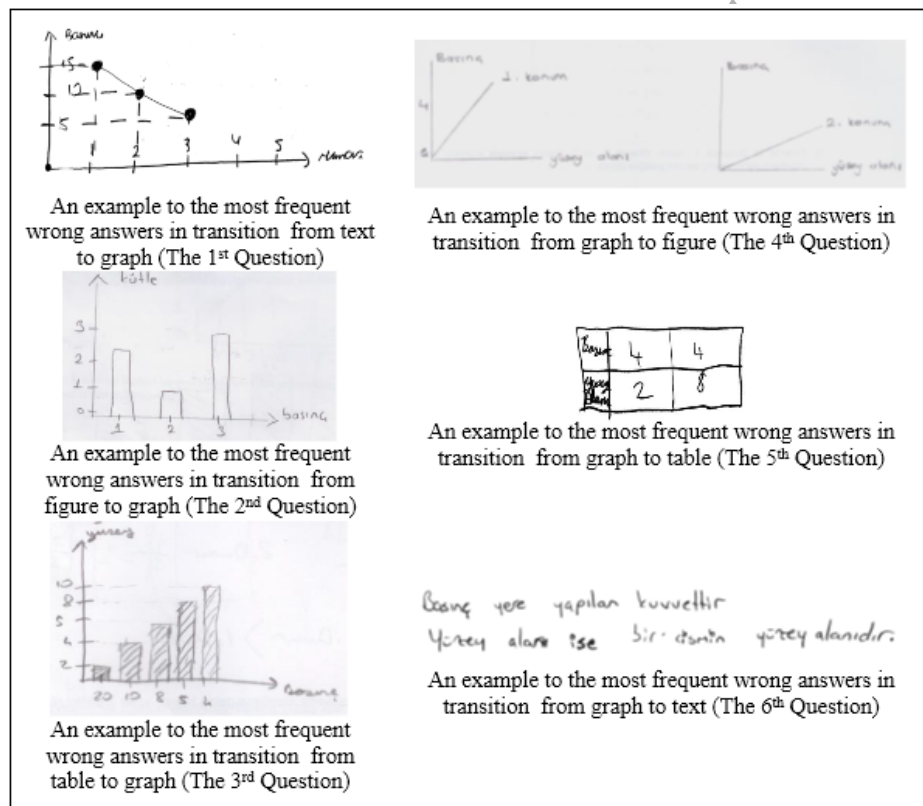 Basınç
15
12
5
1 2 3 4 5
An example to the most frequent
wrong answers in transition from text
to graph (The 1st Question)
kütle
3
2
1
0
1 2 3
basınç
An example to the most frequent
wrong answers in transition from
figure to graph (The 2nd Question)
yüzey
10
8
5
4
2
20 10 8 5 4
Basınç
An example to the most frequent
wrong answers in transition from
table to graph (The 3rd Question)
Basınç
1. konum
4
yüzey alanı
Basınç
2. konum
yüzey alanı
An example to the most frequent wrong answers in
transition from graph to figure (The 4th Question)
Basınç 4 4
Yüzey 2 8
alanı
An example to the most frequent wrong answers in
transition from graph to table (The 5th Question)
Basınç yere yapılan kuvvettir
Yüzey alanı ise bir cismin yüzey alanıdır.
An example to the most frequent wrong answers in
transition from graph to text (The 6th Question)